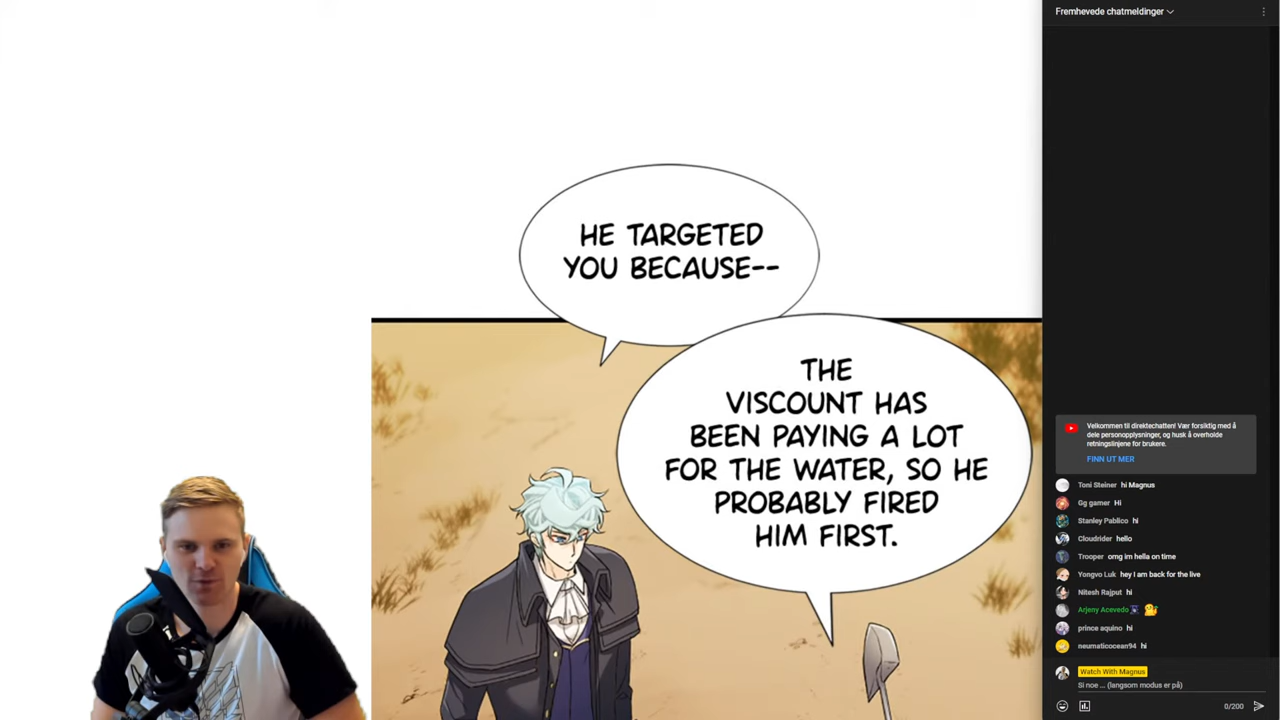 Fremhevede chatmeldinger
HE TARGETED
YOU BECAUSE--
THE
VISCOUNT HAS
BEEN PAYING A LOT
FOR THE WATER, SO HE
PROBABLY FIRED
HIM FIRST.
Velkommen til direktechatten! Vær forsiktig med å
dele personopplysninger, og husk å overholde
retningslinjene for brukere.
FINN UT MER
Toni Steiner hi Magnus
Gg gamer Hi
Stanley Pablico hi
Cloudrider hello
Trooper omg im hella on time
Yongvo Luk hey I am back for the live
Nitesh Rajput hi
Arjeny Acevedo
prince aquino hi
neumaticocean94 hi
Watch With Magnus
Si noe ... (langsom modus er på)
0/200